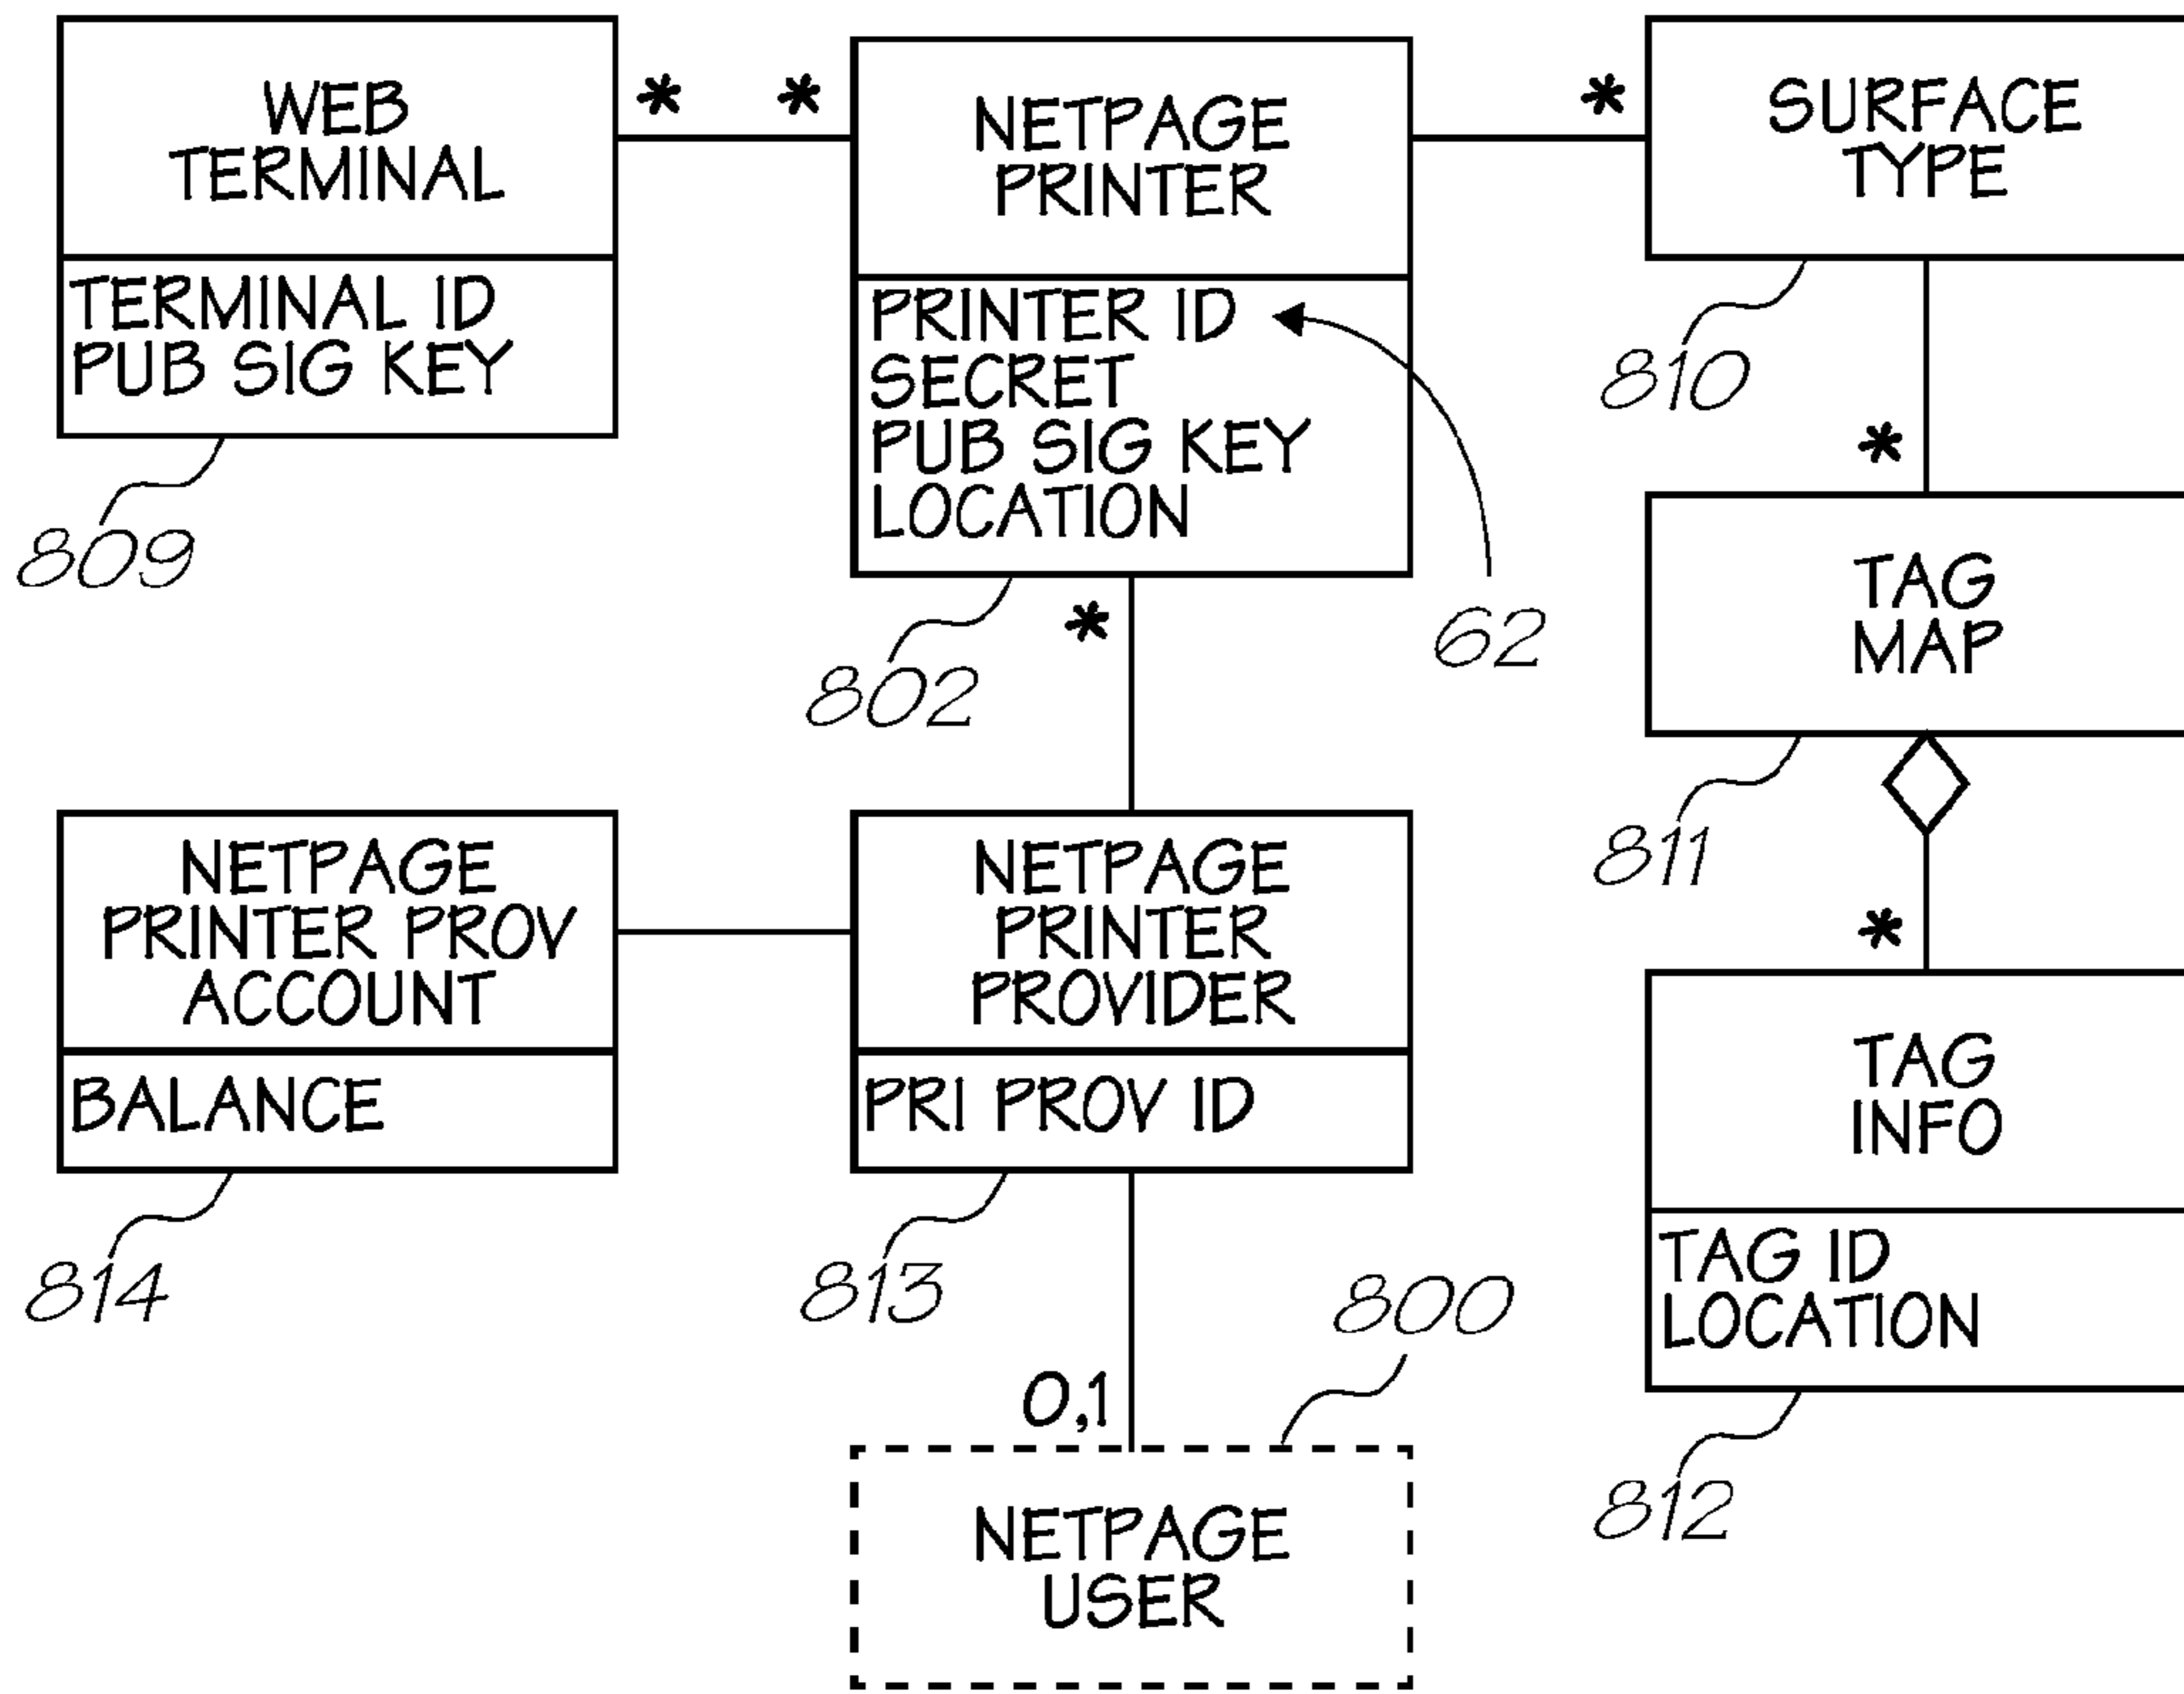 WEB
TERMINAL
TERMINAL ID
PUB SIG KEY
809
*
*
NETPAGE
PRINTER
PRINTER ID
SECRET
PUB SIG KEY
LOCATION
62
802
*
*
SURFACE
TYPE
810
*
TAG
MAP
811
*
TAG
INFO
TAG ID
LOCATION
812
NETPAGE
PRINTER PROV
ACCOUNT
BALANCE
814
NETPAGE
PRINTER
PROVIDER
PRI PROV ID
813
800
0,1
NETPAGE
USER